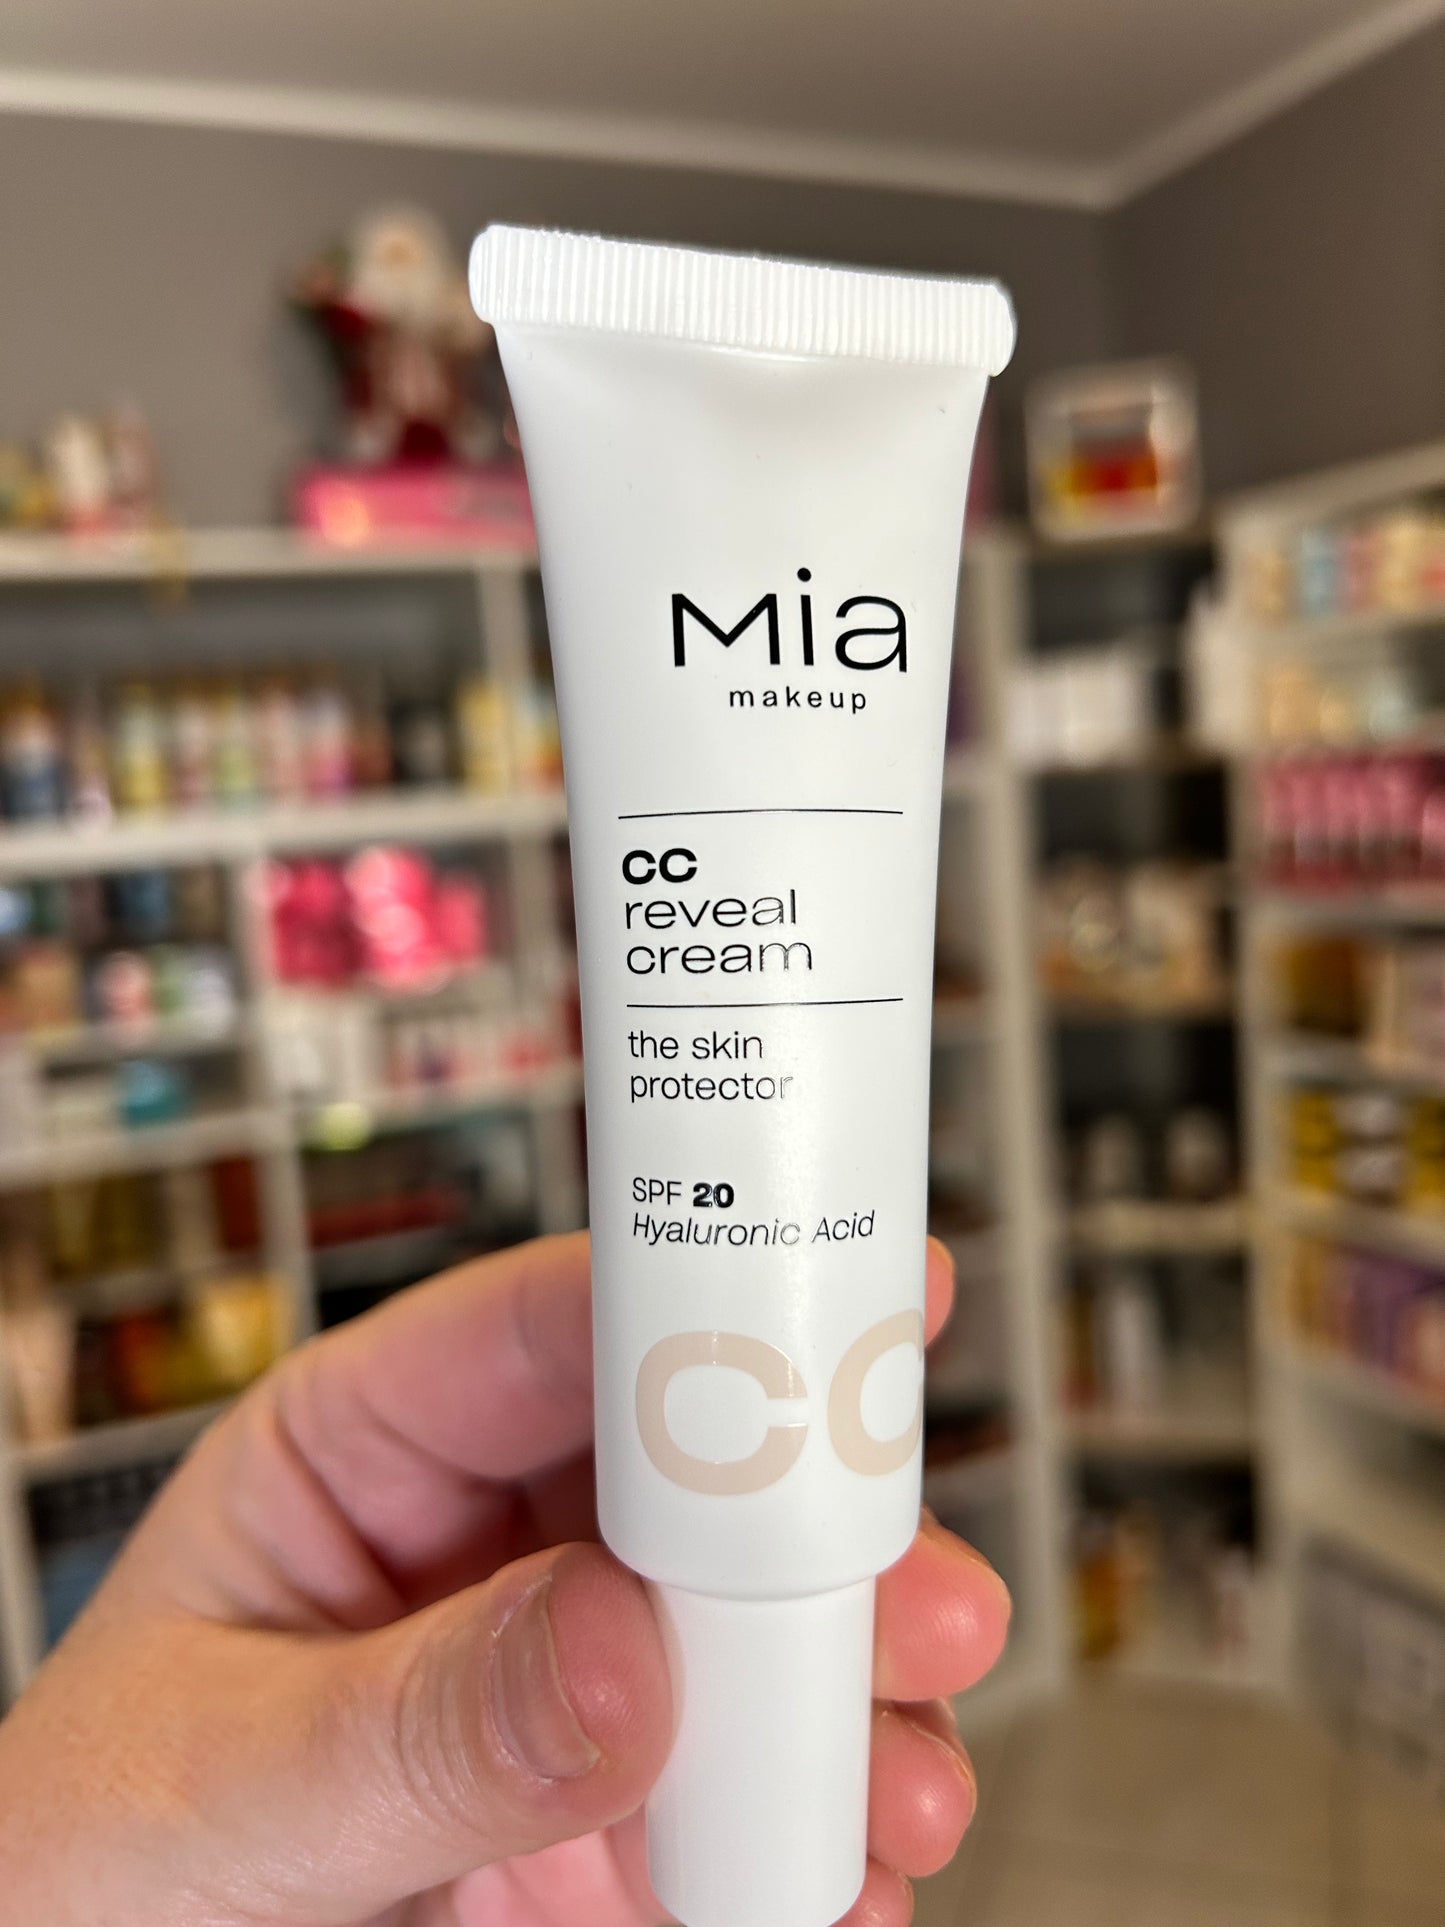 Mia
makeup
CC
reveal
cream
the skin
protector
SPF 20
Hyaluronic Acid
CC